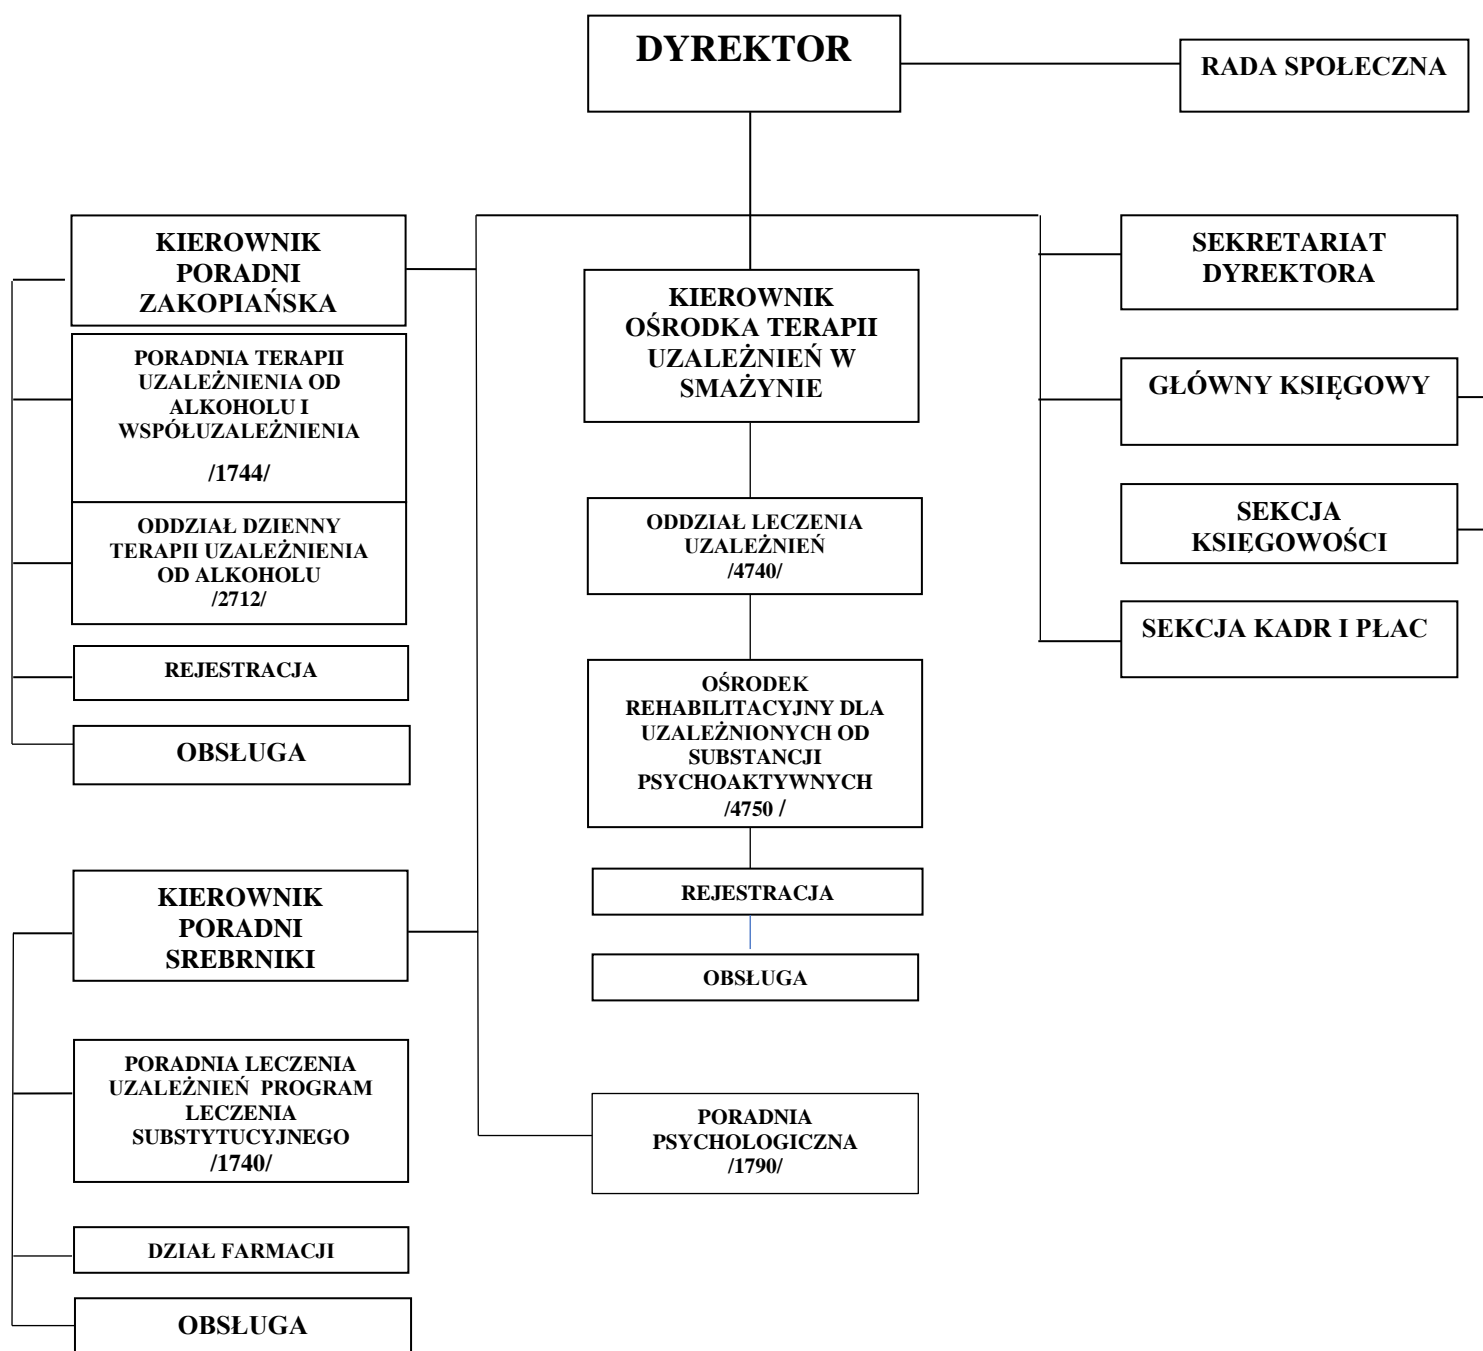 DYREKTOR
RADA SPOŁECZNA
KIEROWNIK
PORADNI
ZAKOPIAŃSKA
PORADNIA TERAPII
UZALEŻNIENIA OD
ALKOHOLU I
WSPÓŁUZALEŻNIENIA
/1744/
ODDZIAŁ DZIENNY
TERAPII UZALEŻNIENIA
OD ALKOHOLU
/2712/
REJESTRACJA
OBSŁUGA
KIEROWNIK
PORADNI
SREBRNIKI
PORADNIA LECZENIA
UZALEŻNIEŃ PROGRAM
LECZENIA
SUBSTYTUCYJNEGO
/1740/
DZIAŁ FARMACJI
OBSŁUGA
KIEROWNIK
OŚRODKA TERAPII
UZALEŻNIEŃ W
SMAŻYNIE
ODDZIAŁ LECZENIA
UZALEŻNIEŃ
/4740/
OŚRODEK
REHABILITACYJNY DLA
UZALEŻNIONYCH OD
SUBSTANCJI
PSYCHOAKTYWNYCH
/4750 /
REJESTRACJA
OBSŁUGA
PORADNIA
PSYCHOLOGICZNA
/1790/
SEKRETARIAT
DYREKTORA
GŁÓWNY KSIĘGOWY
SEKCJA
KSIĘGOWOŚCI
SEKCJA KADR I PŁAC